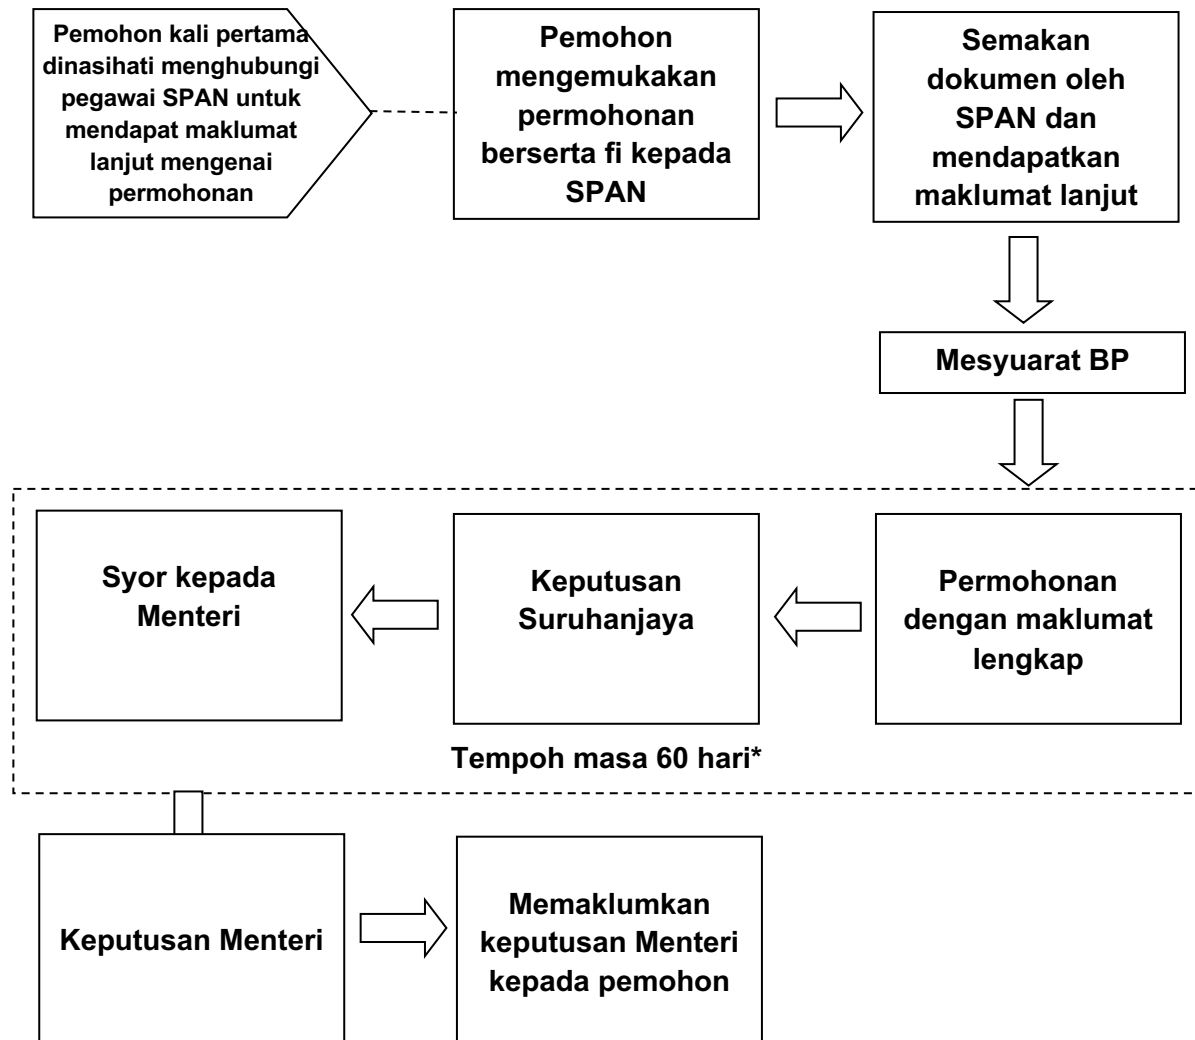 Pemohon kali pertama
dinasihati menghubungi
pegawai SPAN untuk
mendapat maklumat
lanjut mengenai
permohonan
Pemohon
mengemukakan
permohonan
berserta fi kepada
SPAN
Semakan
dokumen oleh
SPAN dan
mendapatkan
maklumat lanjut
Mesyuarat BP
Permohonan
dengan maklumat
lengkap
Keputusan
Suruhanjaya
Syor kepada
Menteri
Tempoh masa 60 hari*
Keputusan Menteri
Memaklumkan
keputusan Menteri
kepada pemohon